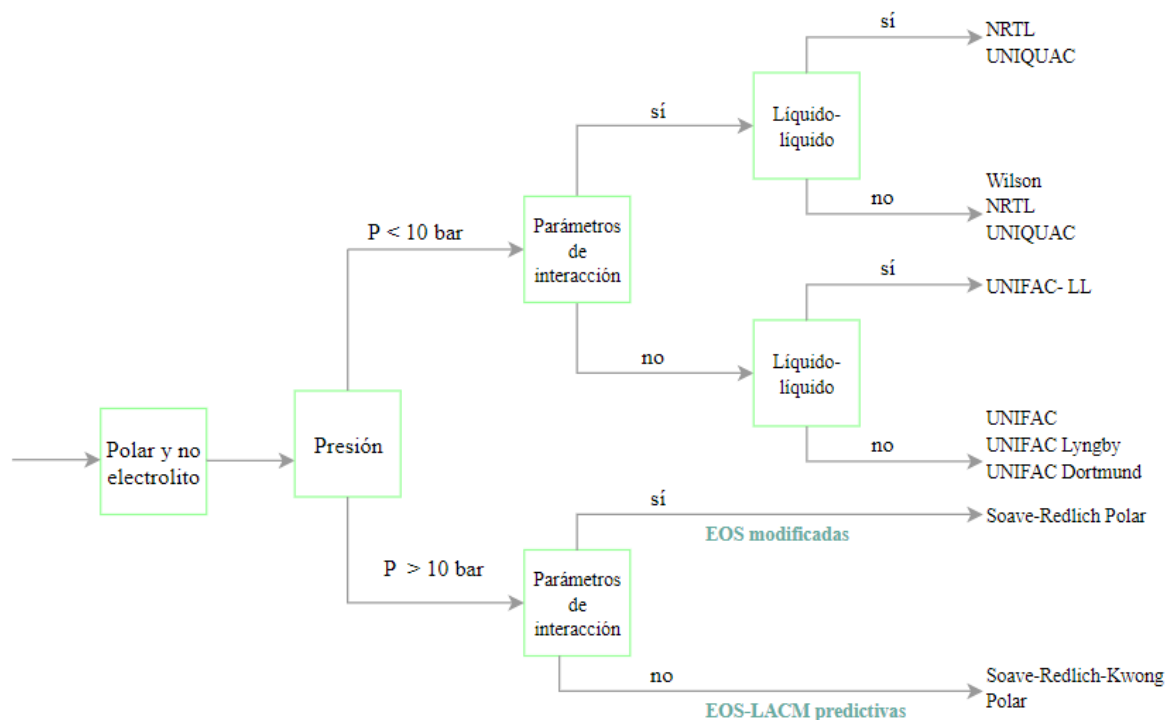 sí
NRTL
UNIQUAC
Líquido-
líquido
sí
no
Wilson
NRTL
UNIQUAC
P < 10 bar
Parámetros
de
interacción
sí
UNIFAC- LL
no
Líquido-
líquido
no
UNIFAC
UNIFAC Lyngby
UNIFAC Dortmund
Polar y no
electrolito
Presión
P > 10 bar
Parámetros
de
interacción
sí
EOS modificadas
Soave-Redlich Polar
no
EOS-LACM predictivas
Soave-Redlich-Kwong
Polar